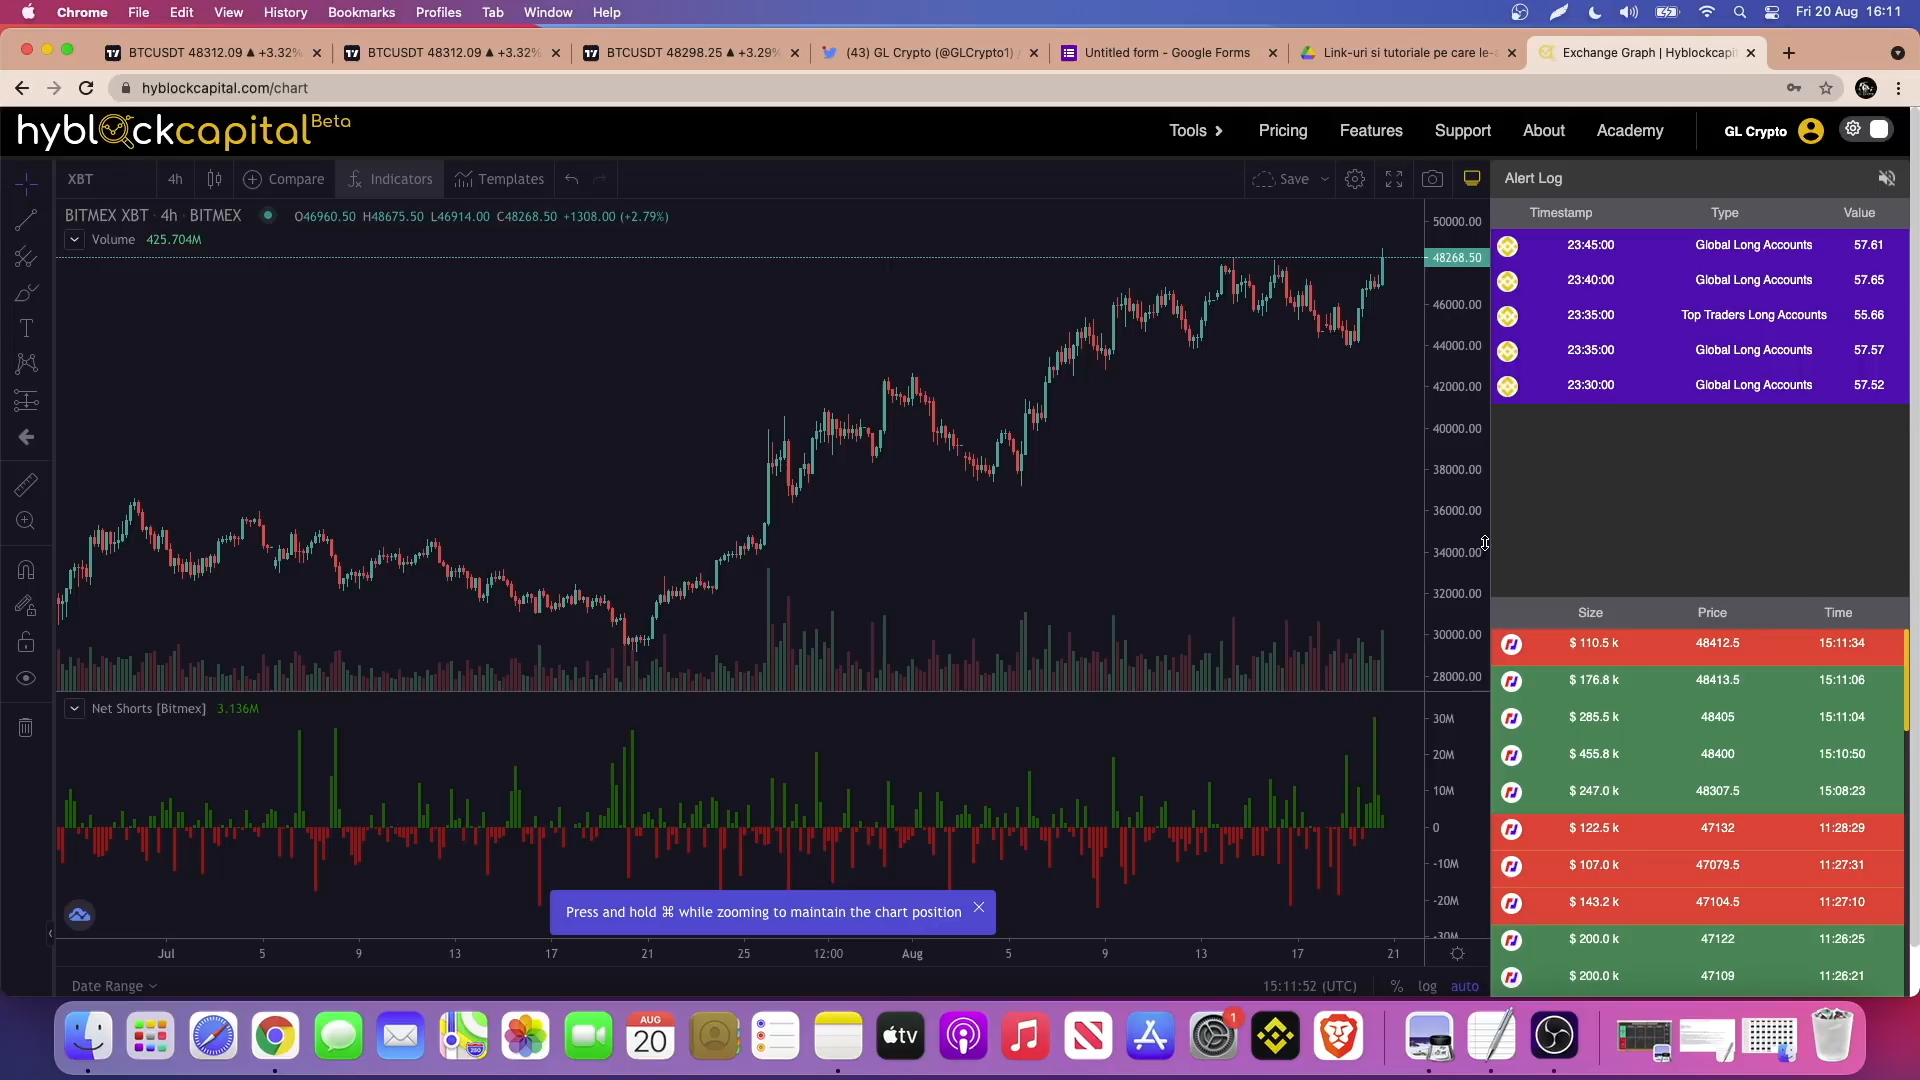 Chrome File Edit View History Bookmarks Profiles Tab Window Help Fri 20 Aug 16:11
BTCUSDT 48312.09 ▲ +3.32% BTCUSDT 48312.09 ▲ +3.32% BTCUSDT 48298.25 ▲ +3.29% (43) GL Crypto (@GLCrypto1) / Untitled form - Google Forms Link-uri si tutoriale pe care le- Exchange Graph | Hyblockcapi
hyblockcapital.com/chart
hyblockcapital Beta Tools Pricing Features Support About Academy GL Crypto
XBT 4h Compare Indicators Templates Save Alert Log
Timestamp Type Value
BITMEX XBT · 4h · BITMEX O46960.50 H48675.50 L46914.00 C48268.50 +1308.00 (+2.79%)
Volume 425.704M
50000.00
48268.50
46000.00
44000.00
42000.00
40000.00
38000.00
36000.00
34000.00
32000.00
30000.00
28000.00
23:45:00 Global Long Accounts 57.61
23:40:00 Global Long Accounts 57.65
23:35:00 Top Traders Long Accounts 55.66
23:35:00 Global Long Accounts 57.57
23:30:00 Global Long Accounts 57.52
Size Price Time
$ 110.5 k 48412.5 15:11:34
$ 176.8 k 48413.5 15:11:06
$ 285.5 k 48405 15:11:04
$ 455.8 k 48400 15:10:50
$ 247.0 k 48307.5 15:08:23
$ 122.5 k 47132 11:28:29
$ 107.0 k 47079.5 11:27:31
$ 143.2 k 47104.5 11:27:10
$ 200.0 k 47122 11:26:25
$ 200.0 k 47109 11:26:21
Net Shorts [Bitmex] 3.136M
30M
20M
10M
0
-10M
-20M
-30M
Press and hold ⌘ while zooming to maintain the chart position
Jul 5 9 13 17 21 25 12:00 Aug 5 9 13 17 21
Date Range 15:11:52 (UTC) % log auto
AUG
20
tv
1